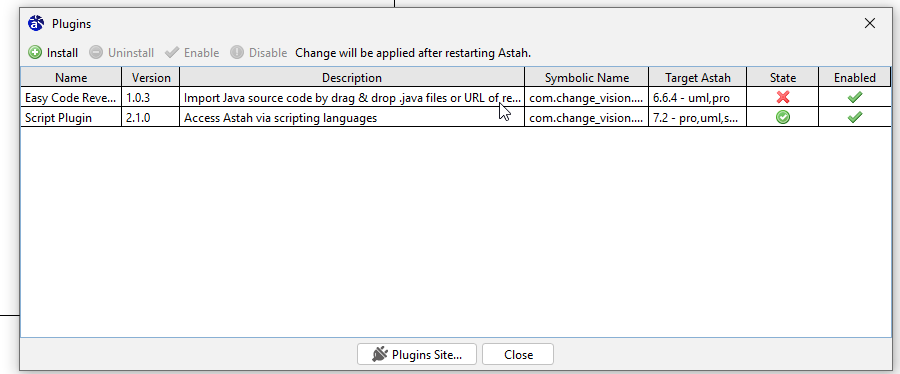 Plugins
Install Uninstall Enable Disable Change will be applied after restarting Astah.
Name Version Description Symbolic Name Target Astah State Enabled
Easy Code Reve... 1.0.3 Import Java source code by drag & drop .java files or URL of re... com.change_vision.... 6.6.4 - uml,pro
Script Plugin 2.1.0 Access Astah via scripting languages com.change_vision.... 7.2 - pro,uml,s...
Plugins Site... Close